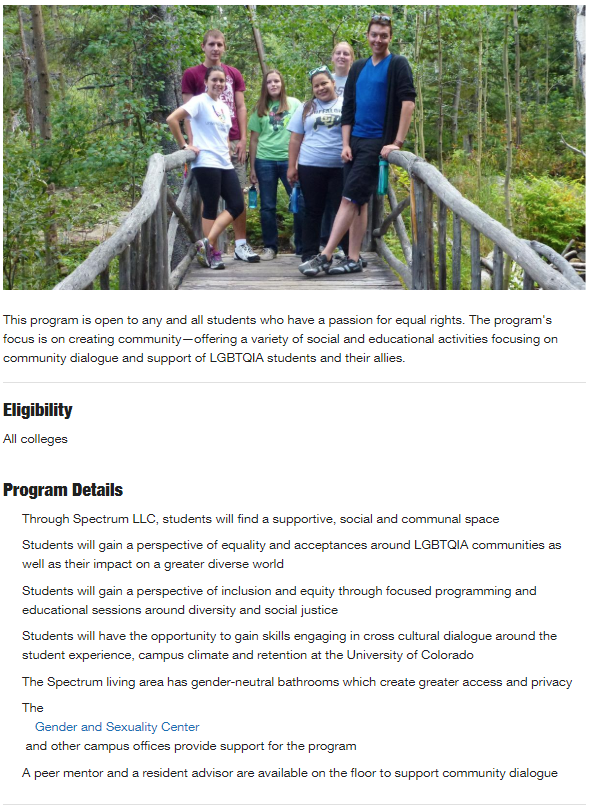 This program is open to any and all students who have a passion for equal rights. The program's
focus is on creating community—offering a variety of social and educational activities focusing on
community dialogue and support of LGBTQIA students and their allies.
Eligibility
All colleges
Program Details
Through Spectrum LLC, students will find a supportive, social and communal space
Students will gain a perspective of equality and acceptances around LGBTQIA communities as
well as their impact on a greater diverse world
Students will gain a perspective of inclusion and equity through focused programming and
educational sessions around diversity and social justice
Students will have the opportunity to gain skills engaging in cross cultural dialogue around the
student experience, campus climate and retention at the University of Colorado
The Spectrum living area has gender-neutral bathrooms which create greater access and privacy
The
Gender and Sexuality Center
and other campus offices provide support for the program
A peer mentor and a resident advisor are available on the floor to support community dialogue